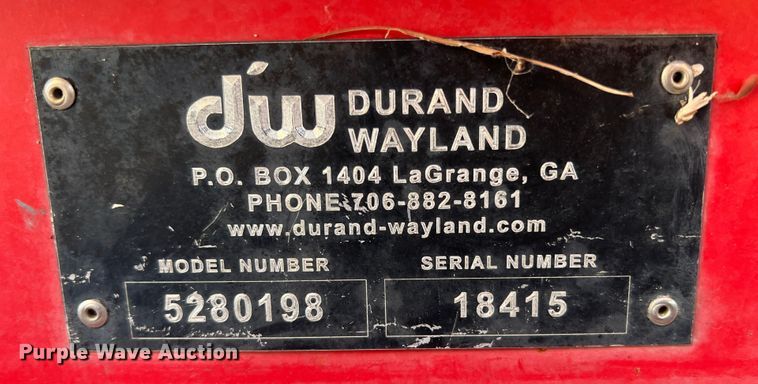 dw DURAND
WAYLAND
P.O. BOX 1404 LaGrange, GA
PHONE:706-882-8161
www.durand-wayland.com
MODEL NUMBER SERIAL NUMBER
5280198 18415
Purple Wave Auction